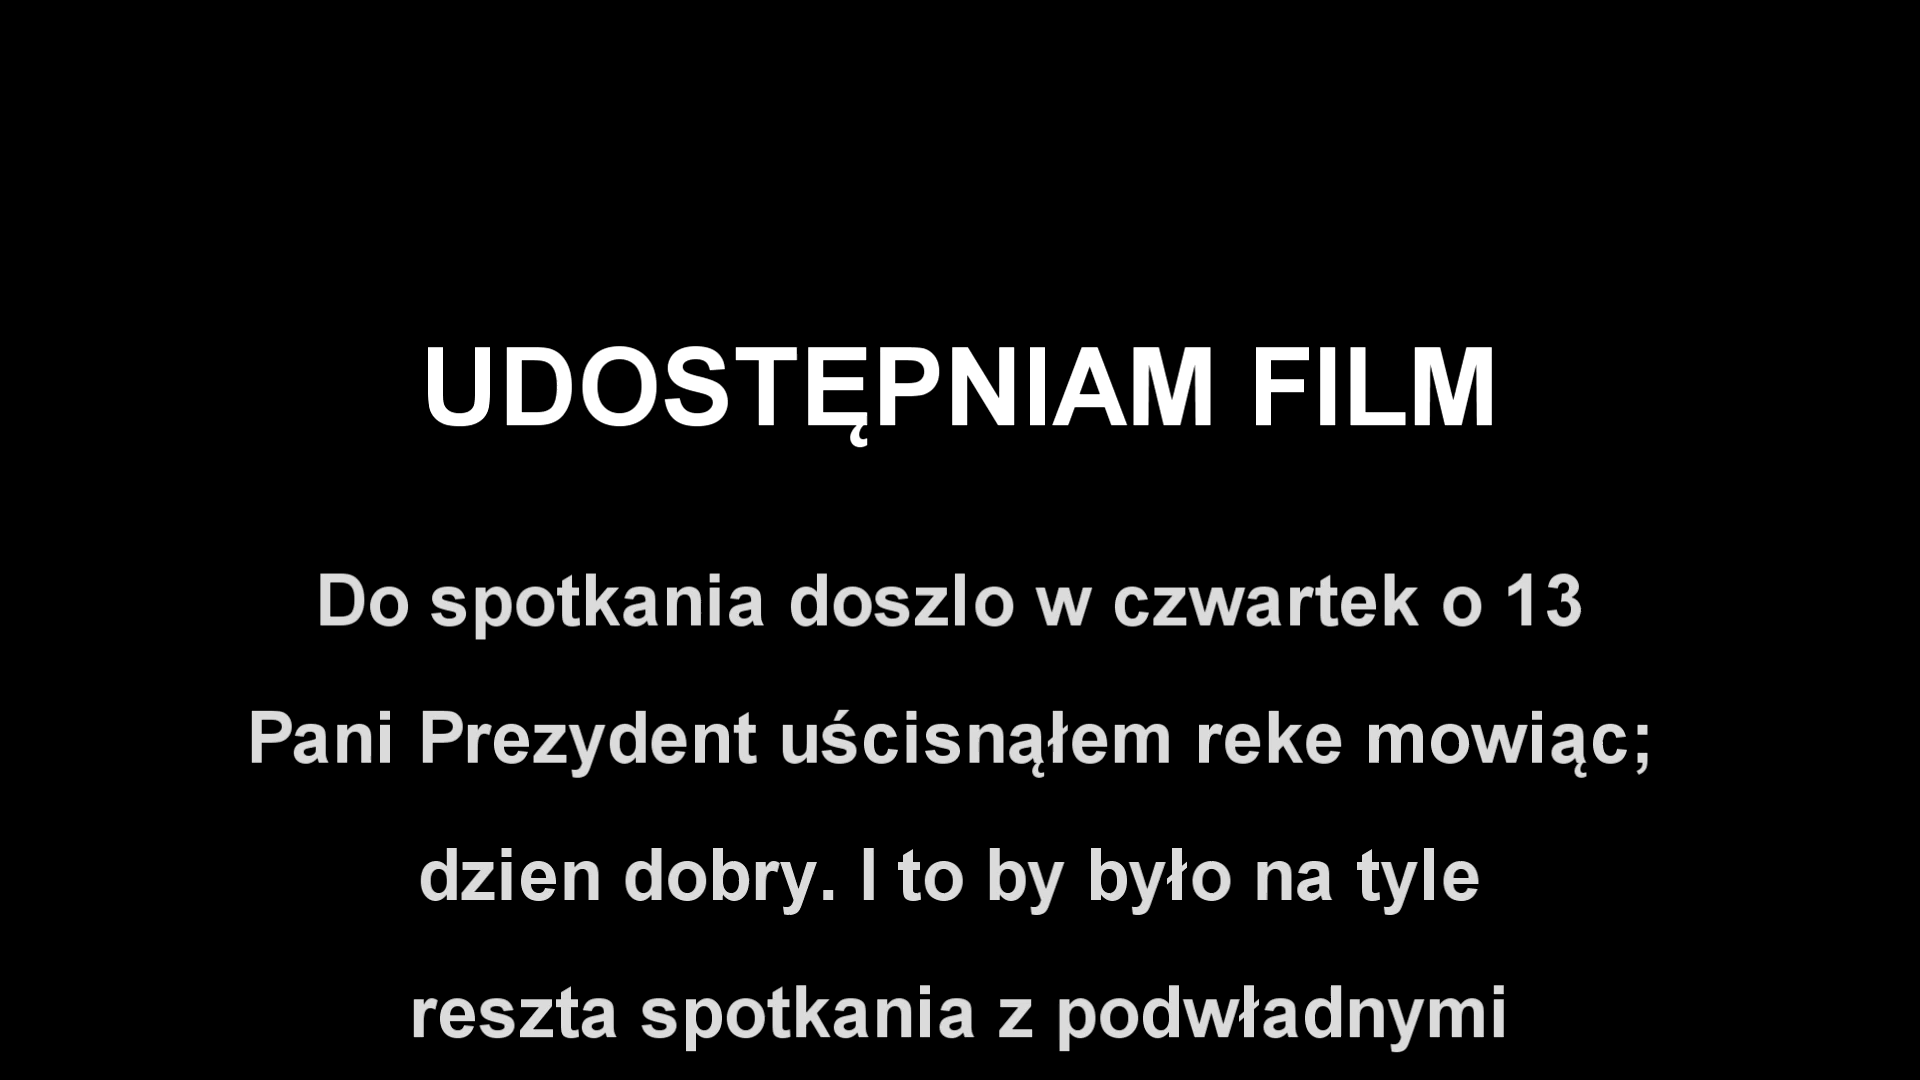 UDOSTĘPNIAM FILM
Do spotkania doszlo w czwartek o 13
Pani Prezydent uścisnąłem reke mowiąc;
dzien dobry. I to by było na tyle
reszta spotkania z podwładnymi